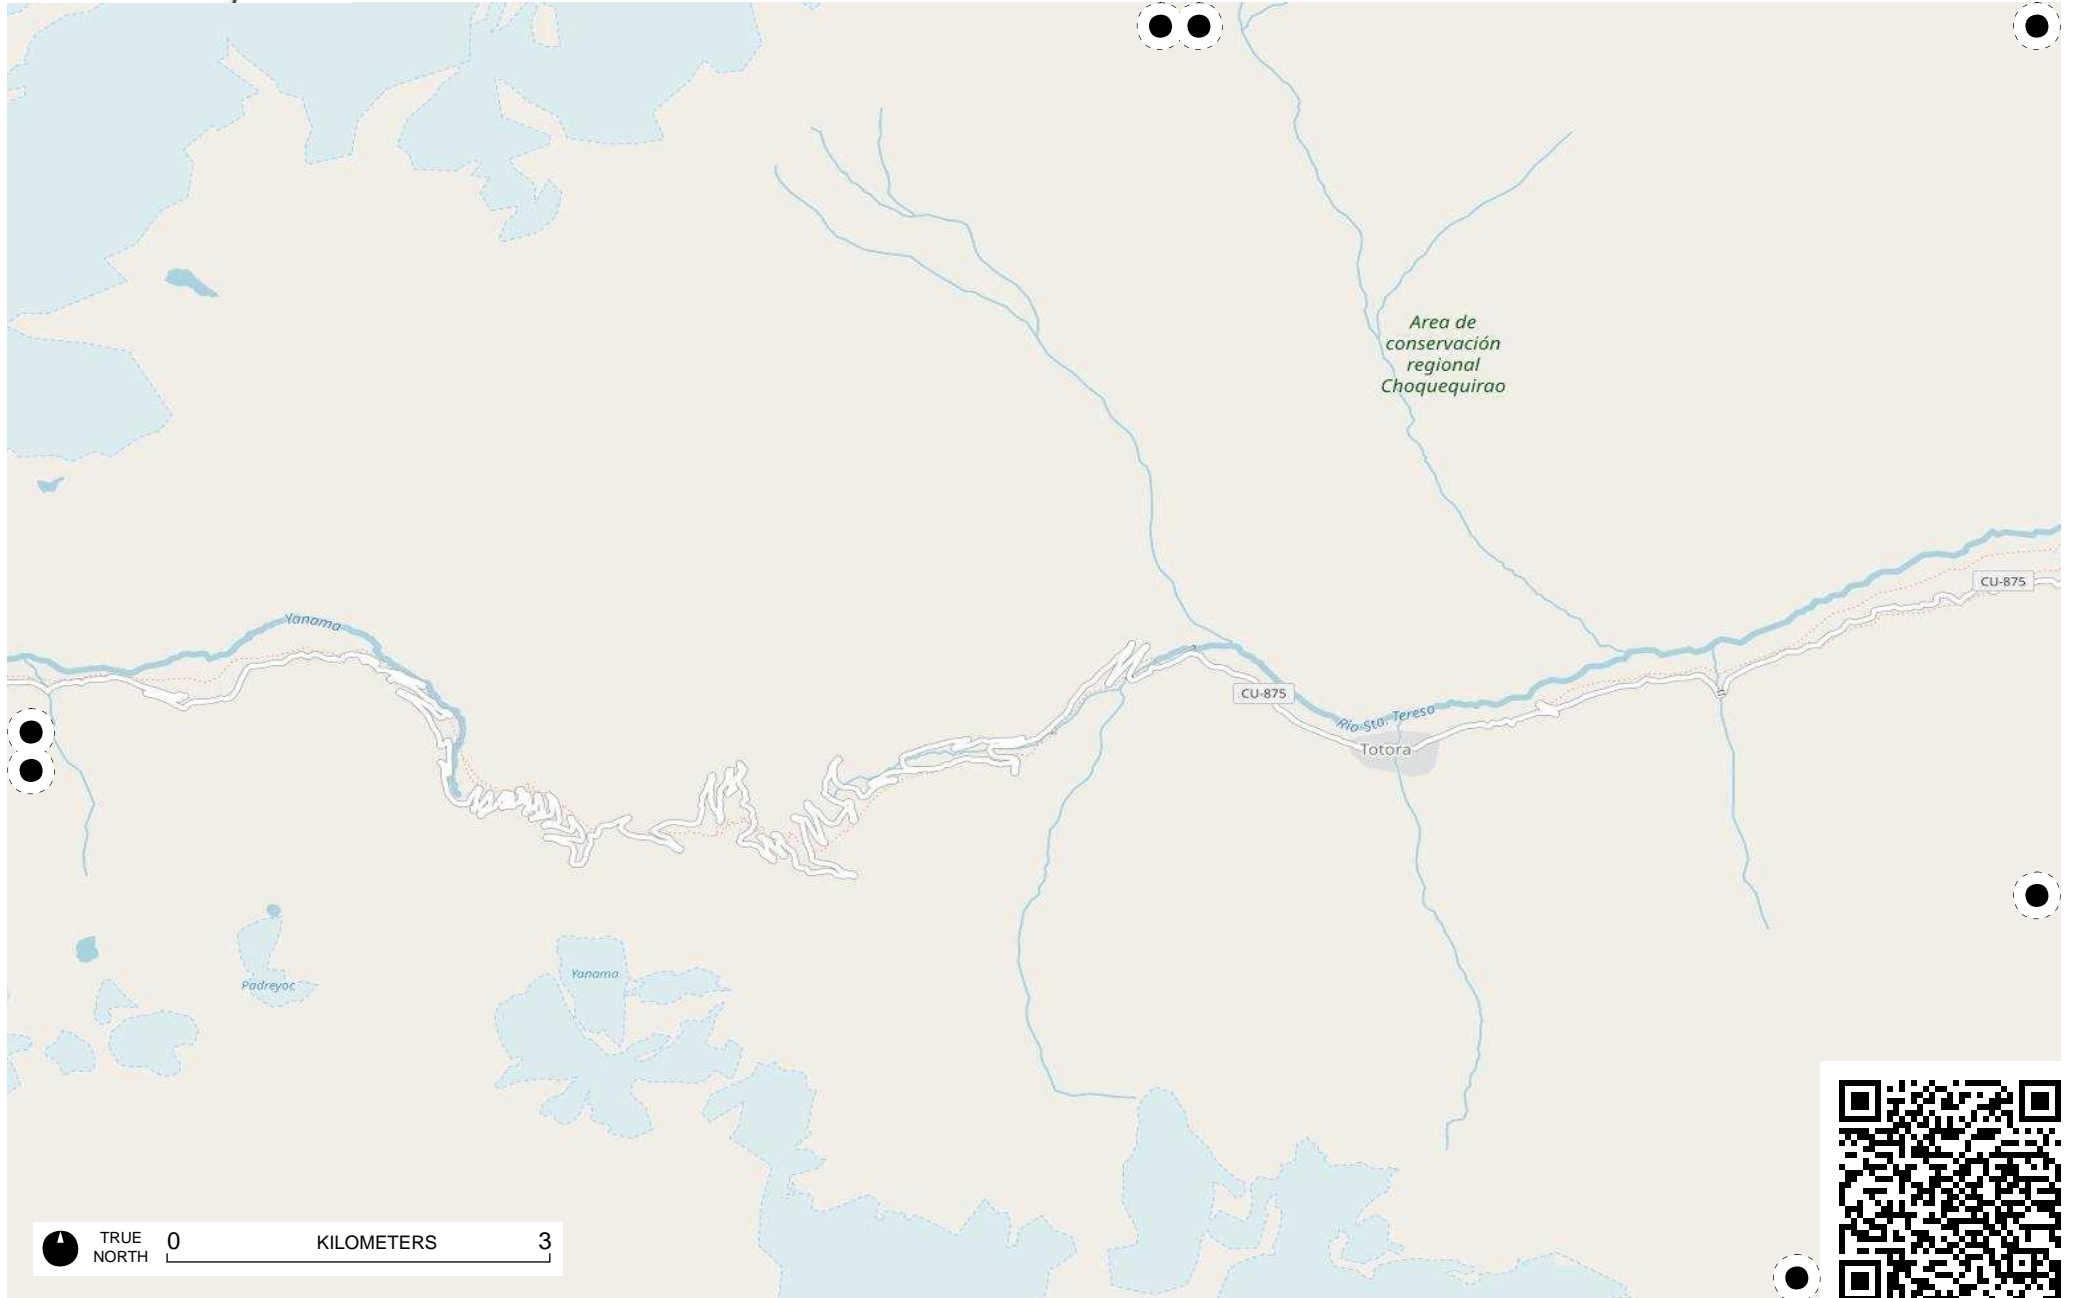 Area de
conservación
regional
Choquequirao
CU-875
Yanama
CU-875
Río Sta. Teresa
Totora
Yanama
Padreyoc
TRUE
NORTH
0 KILOMETERS 3